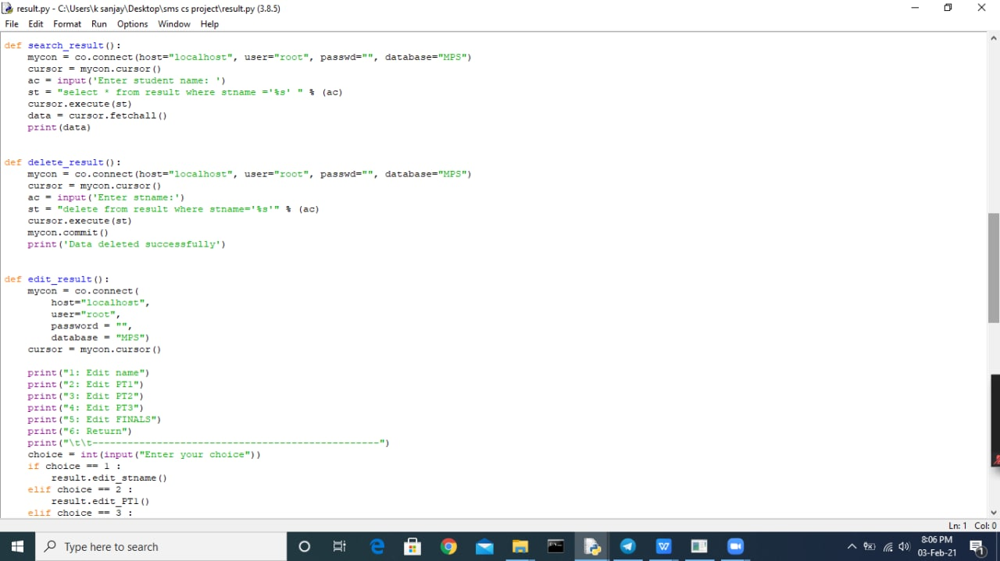 result.py - C:\Users\k sanjay\Desktop\sms cs project\result.py (3.8.5)
File Edit Format Run Options Window Help
def search_result():
    mycon = co.connect(host="localhost", user="root", passwd="", database="MPS")
    cursor = mycon.cursor()
    ac = input('Enter student name: ')
    st = "select * from result where stname ='%s' " % (ac)
    cursor.execute(st)
    data = cursor.fetchall()
    print(data)
def delete_result():
    mycon = co.connect(host="localhost", user="root", passwd="", database="MPS")
    cursor = mycon.cursor()
    ac = input('Enter stname:')
    st = "delete from result where stname='%s'" % (ac)
    cursor.execute(st)
    mycon.commit()
    print('Data deleted successfully')
def edit_result():
    mycon = co.connect(
        host="localhost",
        user="root",
        password = "",
        database = "MPS")
    cursor = mycon.cursor()
    print("1: Edit name")
    print("2: Edit PT1")
    print("3: Edit PT2")
    print("4: Edit PT3")
    print("5: Edit FINALS")
    print("6: Return")
    print("\t\t-------------------------------------------------")
    choice = int(input("Enter your choice"))
    if choice == 1 :
        result.edit_stname()
    elif choice == 2 :
        result.edit_PT1()
    elif choice == 3 :
Ln: 1 Col: 0
Type here to search
8:06 PM
03-Feb-21
1